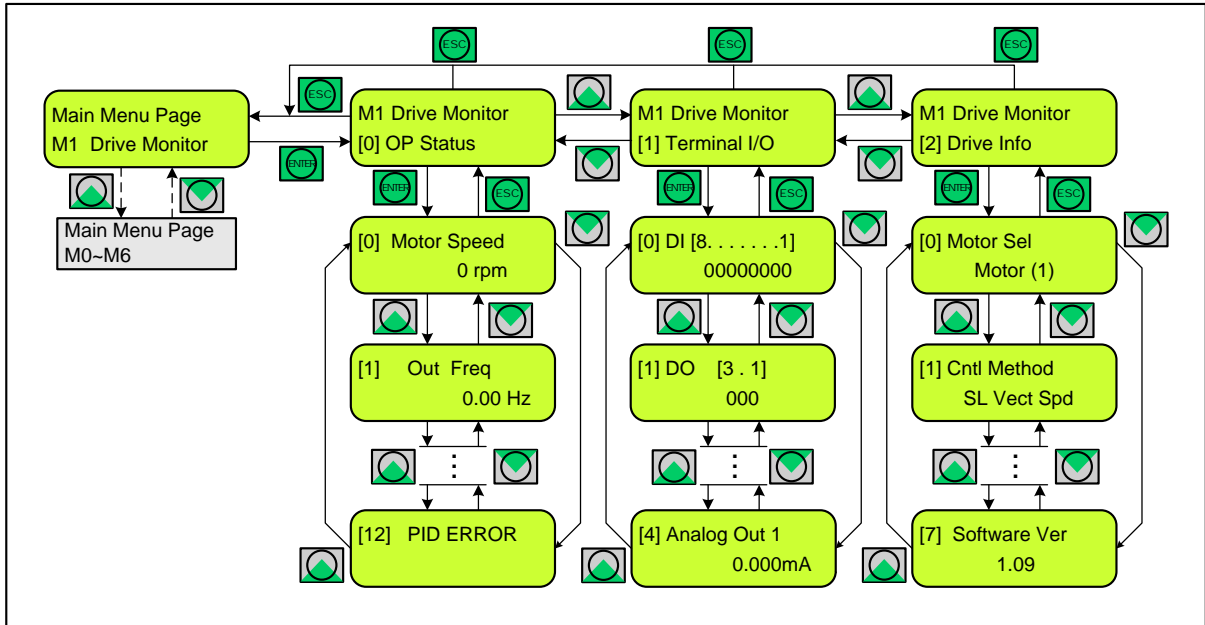 ESC
ESC
ESC
Main Menu Page
M1 Drive Monitor
ESC
ENTER
M1 Drive Monitor
[0] OP Status
M1 Drive Monitor
[1] Terminal I/O
M1 Drive Monitor
[2] Drive Info
Main Menu Page
M0~M6
ENTER
ESC
ENTER
ESC
ENTER
ESC
[0] Motor Speed
0 rpm
[0] DI [8. . . . . . .1]
00000000
[0] Motor Sel
Motor (1)
[1] Out Freq
0.00 Hz
[1] DO [3 . 1]
000
[1] Cntl Method
SL Vect Spd
[12] PID ERROR
[4] Analog Out 1
0.000mA
[7] Software Ver
1.09